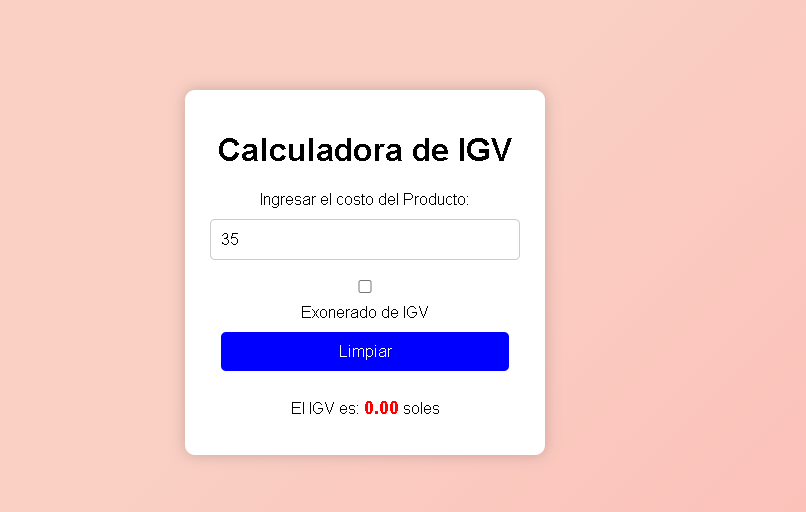 Calculadora de IGV
Ingresar el costo del Producto:
35
Exonerado de IGV
Limpiar
El IGV es: 0.00 soles